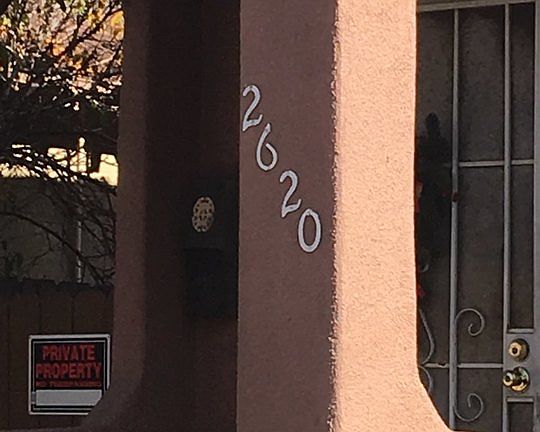 2620
PRIVATE
PROPERTY
NO TRESPASSING